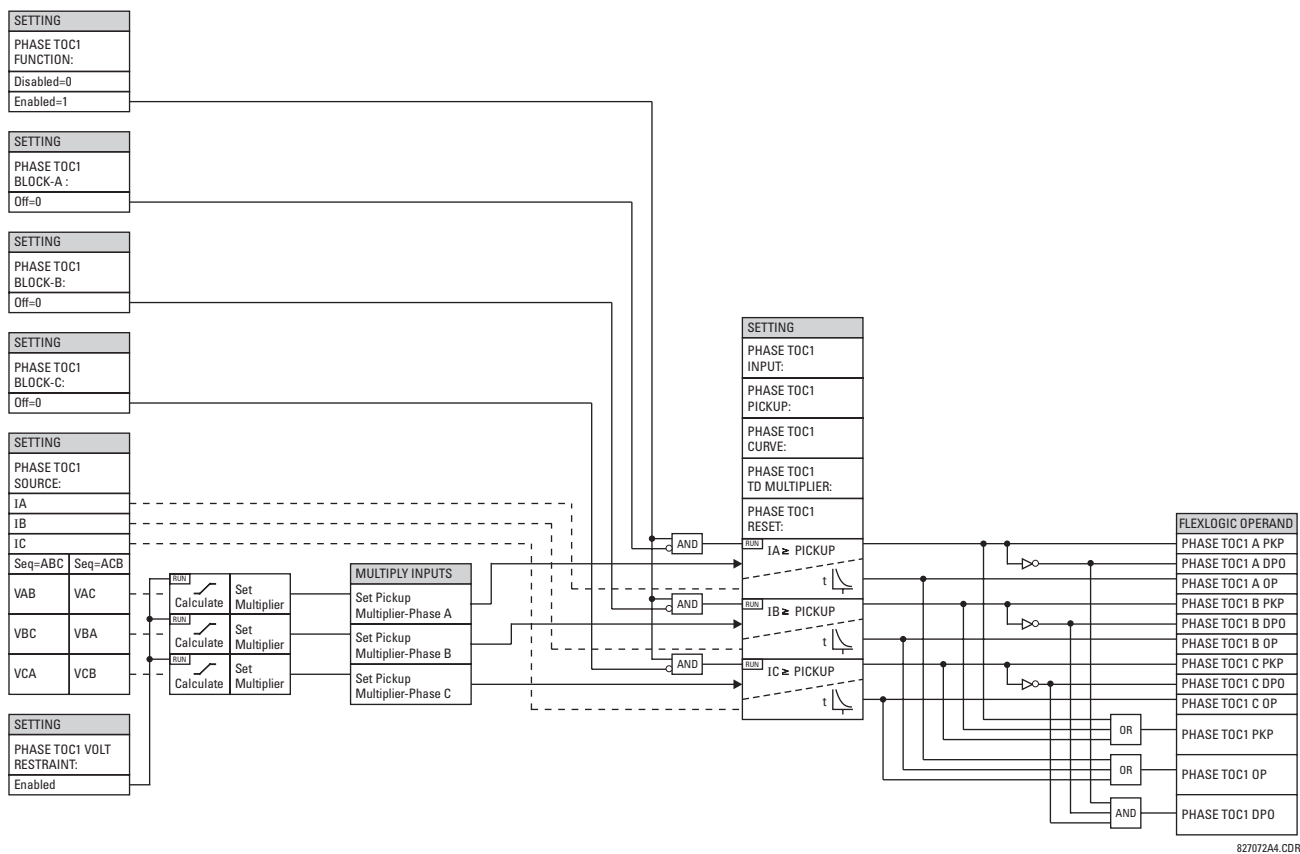 SETTING
PHASE TOC1
FUNCTION:
Disabled=0
Enabled=1
SETTING
PHASE TOC1
BLOCK-A :
Off=0
SETTING
PHASE TOC1
BLOCK-B:
Off=0
SETTING
PHASE TOC1
BLOCK-C:
Off=0
SETTING
PHASE TOC1
SOURCE:
IA
IB
IC
Seq=ABC Seq=ACB
VAB VAC
VBC VBA
VCA VCB
SETTING
PHASE TOC1 VOLT
RESTRAINT:
Enabled
RUN
Calculate
Set
Multiplier
RUN
Calculate
Set
Multiplier
RUN
Calculate
Set
Multiplier
MULTIPLY INPUTS
Set Pickup
Multiplier-Phase A
Set Pickup
Multiplier-Phase B
Set Pickup
Multiplier-Phase C
AND
AND
AND
SETTING
PHASE TOC1
INPUT:
PHASE TOC1
PICKUP:
PHASE TOC1
CURVE:
PHASE TOC1
TD MULTIPLIER:
PHASE TOC1
RESET:
RUN IA ≥ PICKUP
t
RUN IB ≥ PICKUP
t
RUN IC ≥ PICKUP
t
OR
OR
AND
FLEXLOGIC OPERAND
PHASE TOC1 A PKP
PHASE TOC1 A DPO
PHASE TOC1 A OP
PHASE TOC1 B PKP
PHASE TOC1 B DPO
PHASE TOC1 B OP
PHASE TOC1 C PKP
PHASE TOC1 C DPO
PHASE TOC1 C OP
PHASE TOC1 PKP
PHASE TOC1 OP
PHASE TOC1 DPO
827072A4.CDR